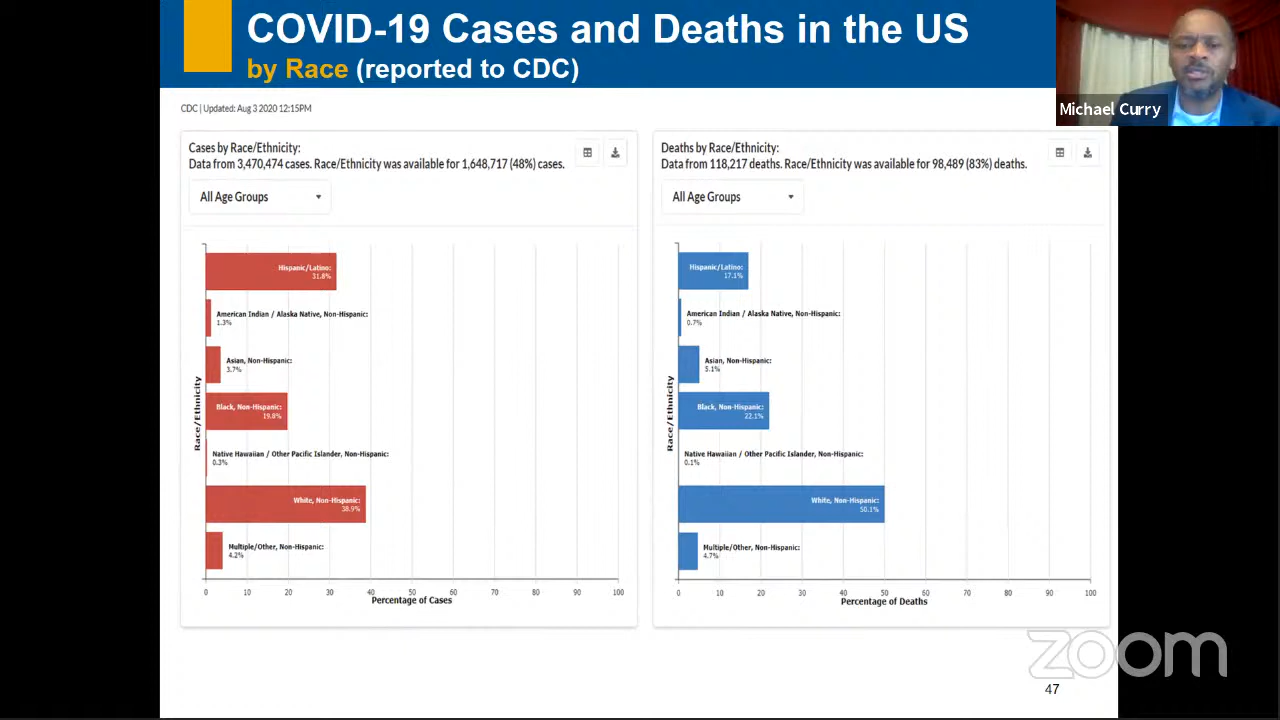 COVID-19 Cases and Deaths in the US
by Race (reported to CDC)
Michael Curry
CDC | Updated: Aug 3 2020 12:15PM
Cases by Race/Ethnicity:
Data from 3,470,474 cases. Race/Ethnicity was available for 1,648,717 (48%) cases.
All Age Groups
Race/Ethnicity
Hispanic/Latino:
31.8%
American Indian / Alaska Native, Non-Hispanic:
1.3%
Asian, Non-Hispanic:
3.7%
Black, Non-Hispanic:
19.8%
Native Hawaiian / Other Pacific Islander, Non-Hispanic:
0.3%
White, Non-Hispanic:
38.9%
Multiple/Other, Non-Hispanic:
4.2%
0 10 20 30 40 50 60 70 80 90 100
Percentage of Cases
Deaths by Race/Ethnicity:
Data from 118,217 deaths. Race/Ethnicity was available for 98,489 (83%) deaths.
All Age Groups
Race/Ethnicity
Hispanic/Latino:
17.1%
American Indian / Alaska Native, Non-Hispanic:
0.7%
Asian, Non-Hispanic:
5.1%
Black, Non-Hispanic:
22.1%
Native Hawaiian / Other Pacific Islander, Non-Hispanic:
0.1%
White, Non-Hispanic:
50.1%
Multiple/Other, Non-Hispanic:
4.7%
0 10 20 30 40 50 60 70 80 90 100
Percentage of Deaths
zoom
47